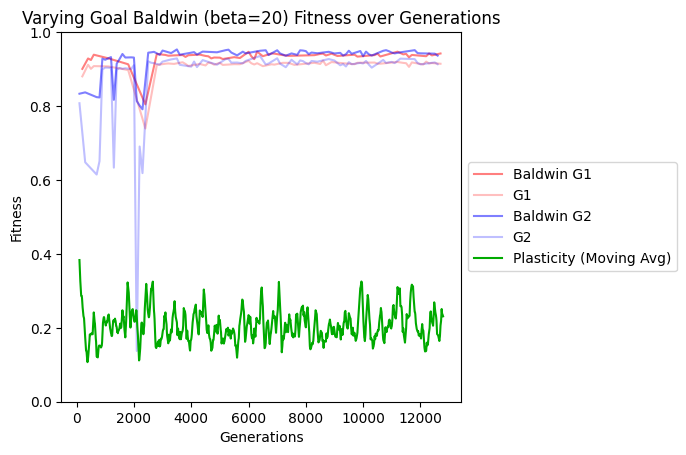 Varying Goal Baldwin (beta=20) Fitness over Generations
1.0
0.8
0.6
0.4
0.2
0.0
Fitness
0 2000 4000 6000 8000 10000 12000
Generations
Baldwin G1
G1
Baldwin G2
G2
Plasticity (Moving Avg)